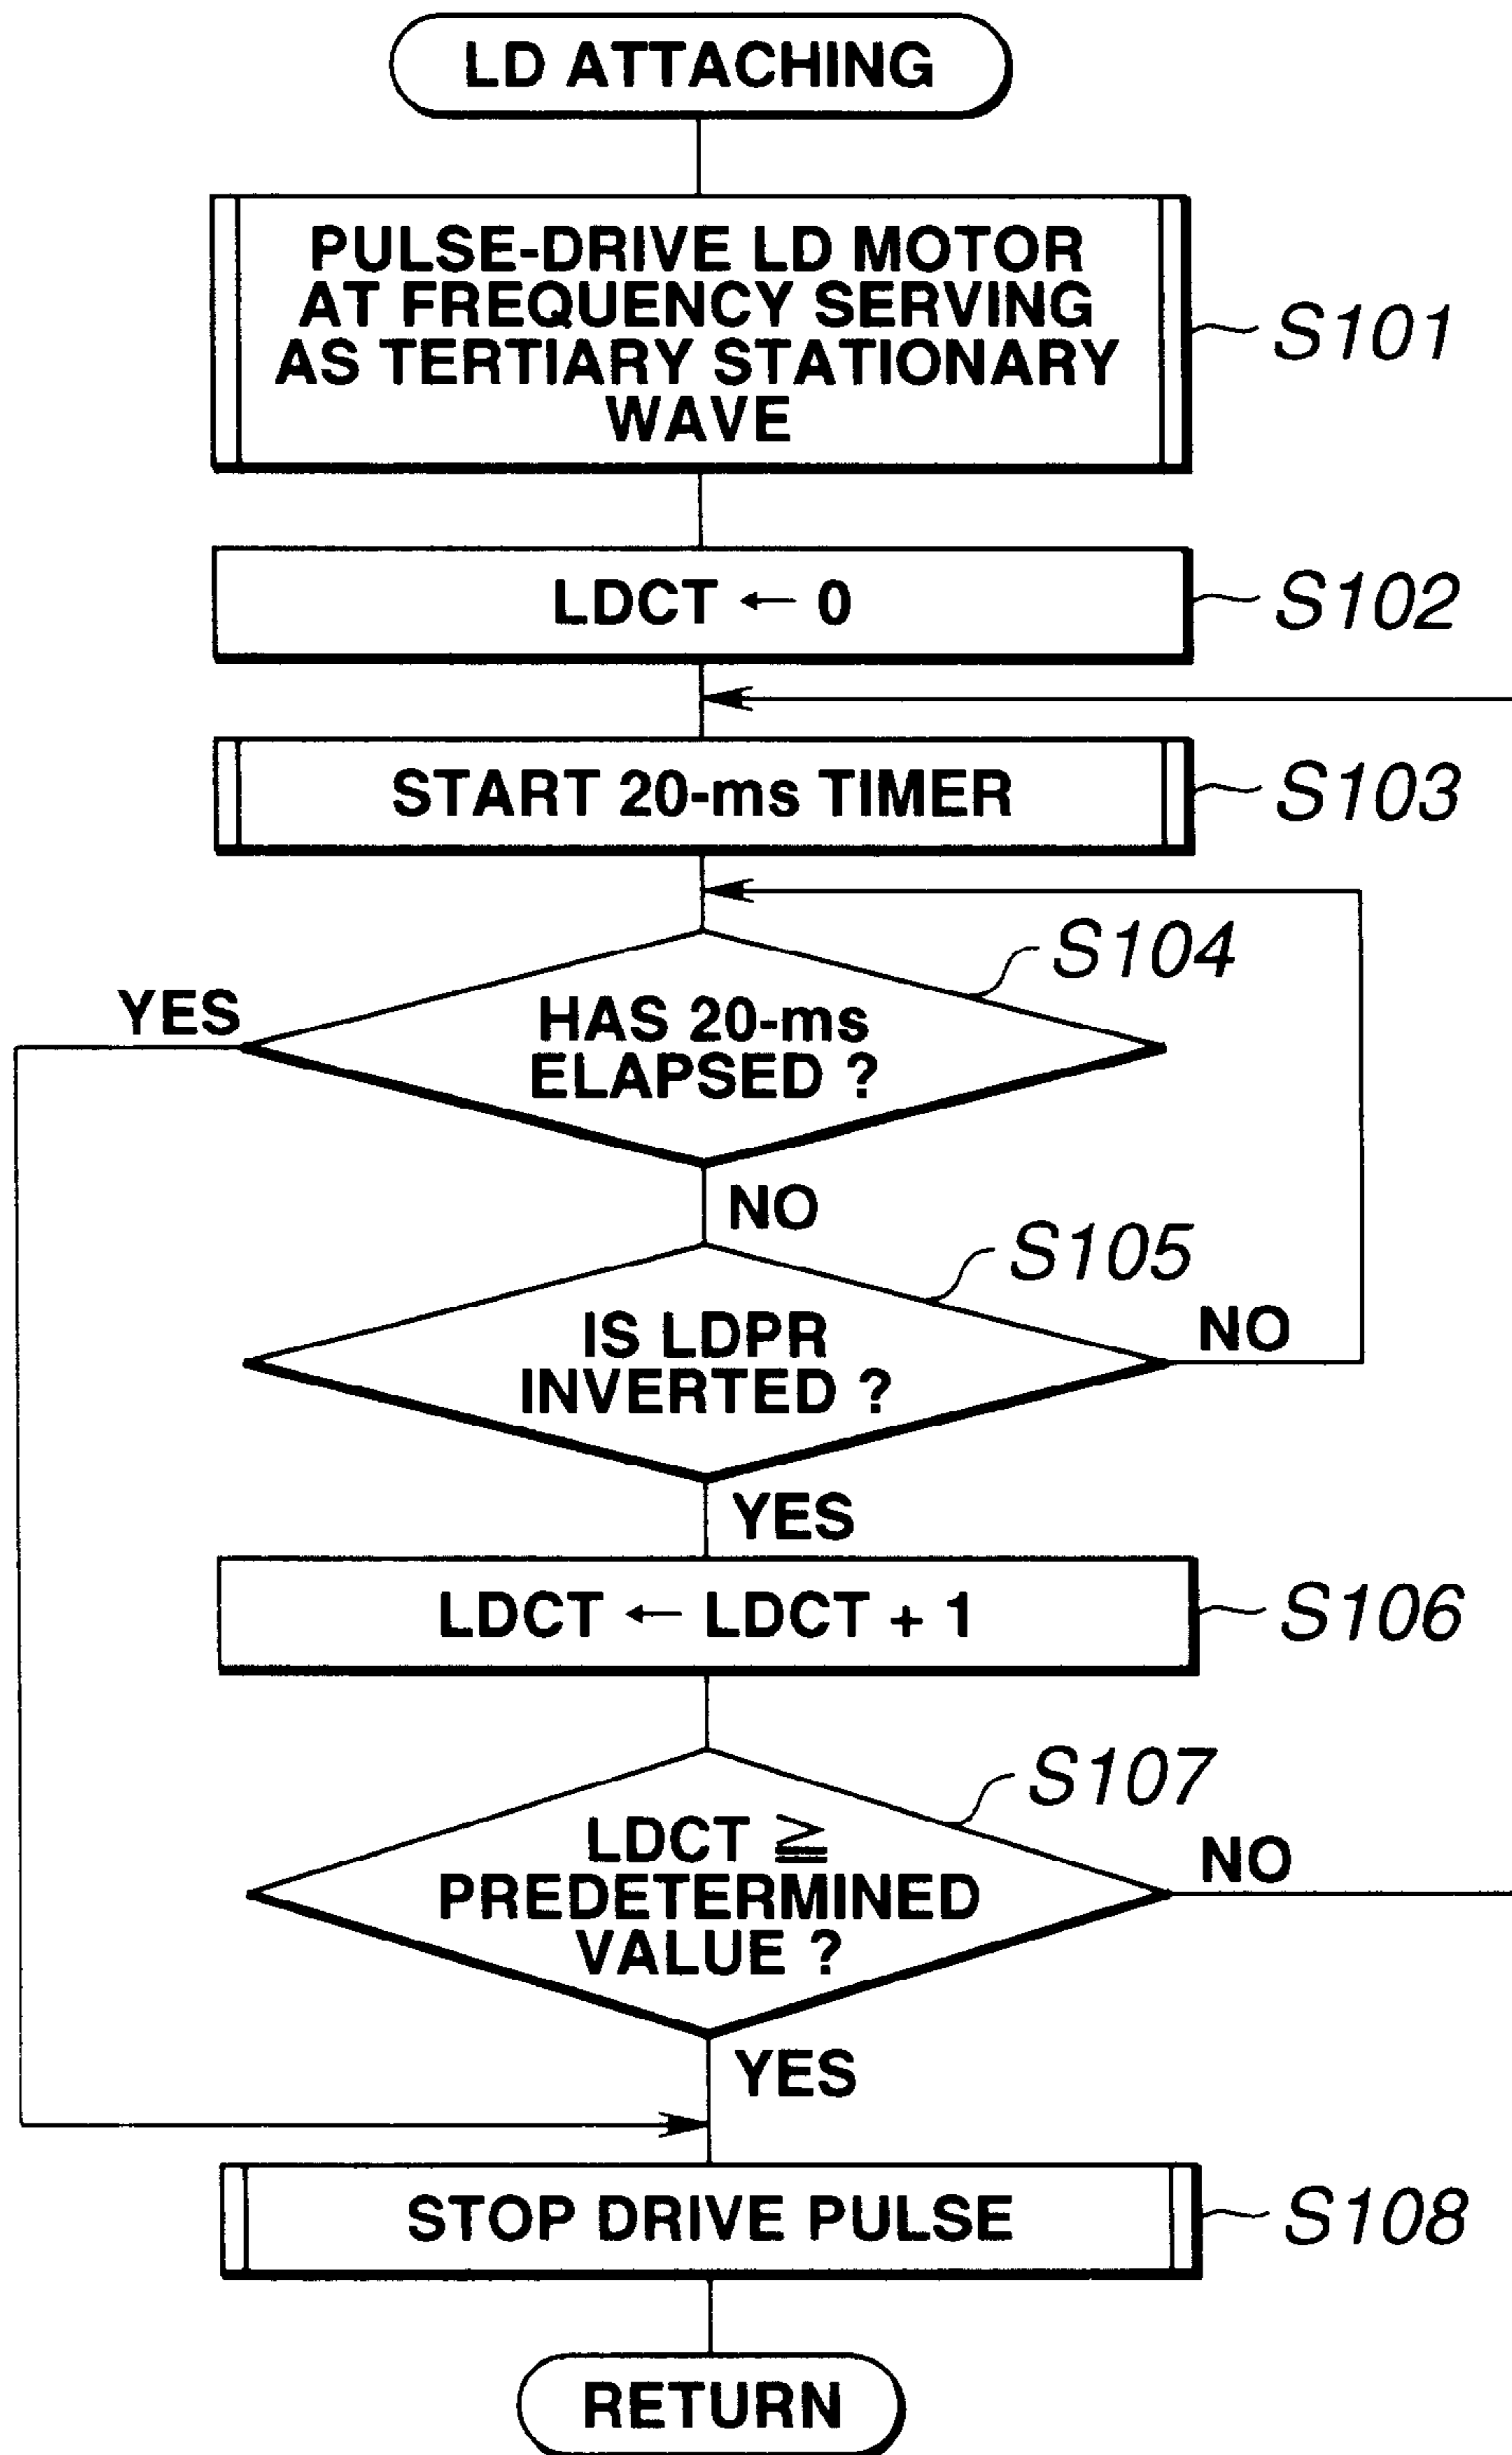 LD ATTACHING
PULSE-DRIVE LD MOTOR
AT FREQUENCY SERVING
AS TERTIARY STATIONARY
WAVE
S101
LDCT ← 0
S102
START 20-ms TIMER
S103
S104
YES
HAS 20-ms
ELAPSED ?
NO
S105
IS LDPR
INVERTED ?
NO
YES
LDCT ← LDCT + 1
S106
S107
LDCT ≧
PREDETERMINED
VALUE ?
NO
YES
STOP DRIVE PULSE
S108
RETURN